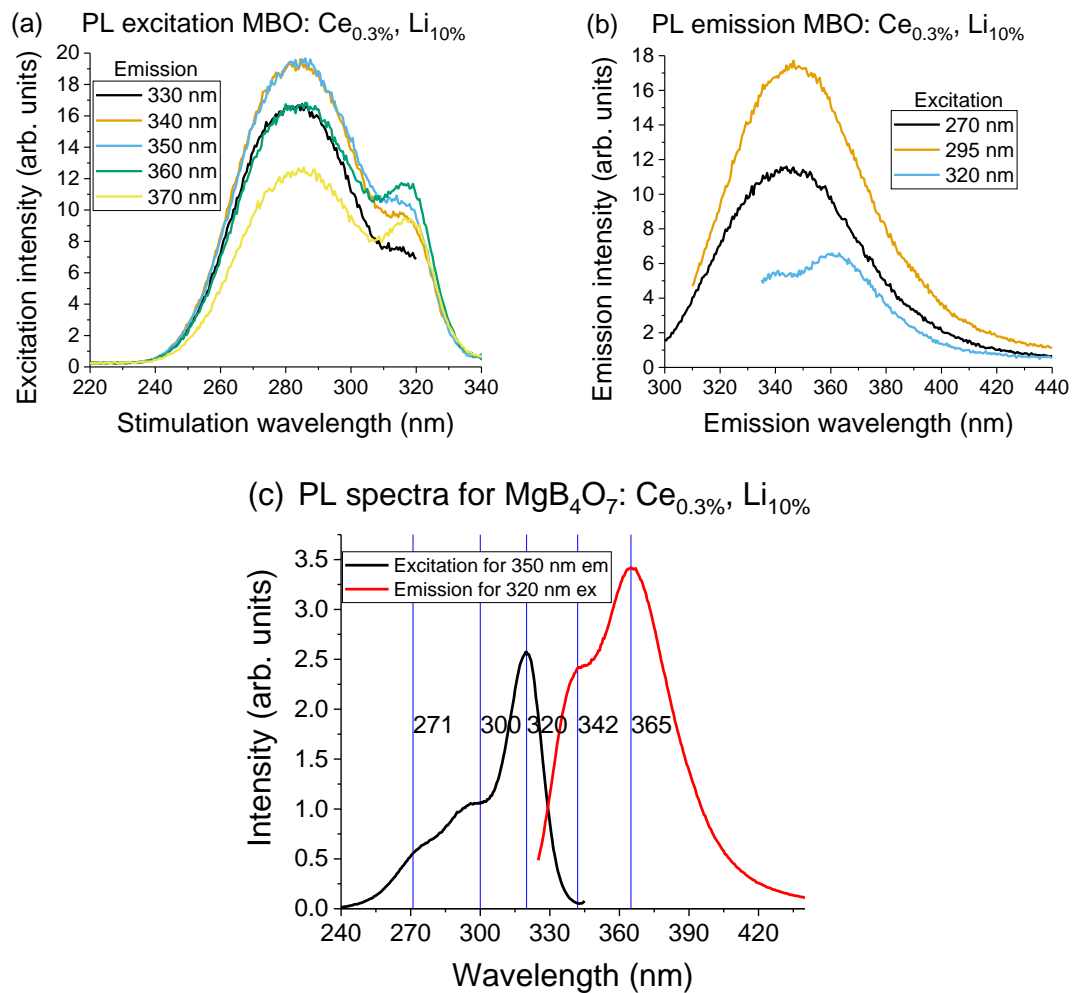 (a) PL excitation MBO: Ce0.3%, Li10%
Excitation intensity (arb. units)
20
18
16
14
12
10
8
6
4
2
0
Emission
330 nm
340 nm
350 nm
360 nm
370 nm
220 240 260 280 300 320 340
Stimulation wavelength (nm)
(b) PL emission MBO: Ce0.3%, Li10%
Emission intensity (arb. units)
18
16
14
12
10
8
6
4
2
0
Excitation
270 nm
295 nm
320 nm
300 320 340 360 380 400 420 440
Emission wavelength (nm)
(c) PL spectra for MgB4O7: Ce0.3%, Li10%
Intensity (arb. units)
3.5
3.0
2.5
2.0
1.5
1.0
0.5
0.0
Excitation for 350 nm em
Emission for 320 nm ex
271 300 320 342 365
240 270 300 330 360 390 420
Wavelength (nm)